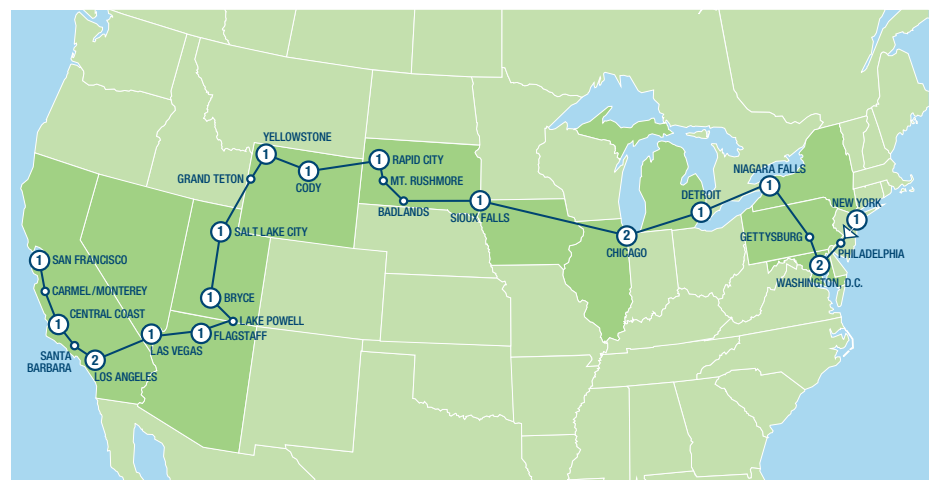 YELLOWSTONE
1
GRAND TETON
1
CODY
1
RAPID CITY
MT. RUSHMORE
BADLANDS
1
SIOUX FALLS
NIAGARA FALLS
1
DETROIT
1
NEW YORK
1
GETTYSBURG
PHILADELPHIA
2
WASHINGTON, D.C.
2
CHICAGO
1
SALT LAKE CITY
1
SAN FRANCISCO
CARMEL/MONTEREY
1
BRYCE
CENTRAL COAST
1
LAKE POWELL
1
FLAGSTAFF
1
LAS VEGAS
SANTA
BARBARA
2
LOS ANGELES